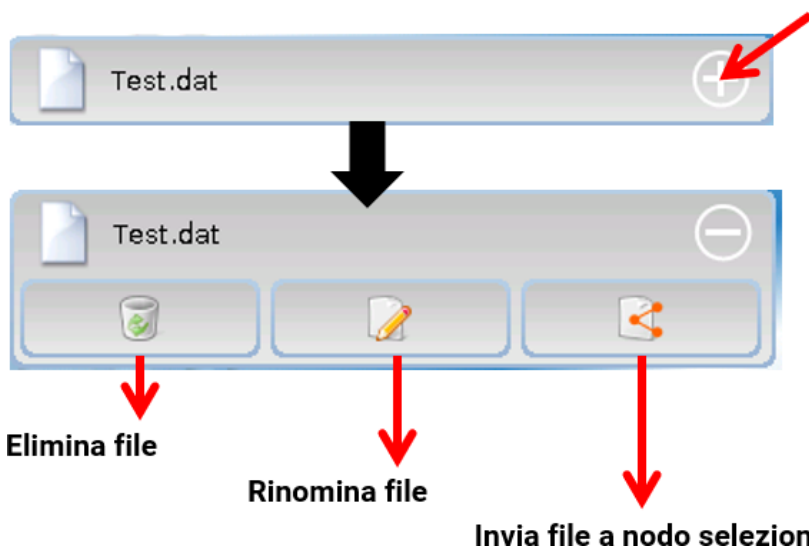 Test.dat
Test.dat
Elimina file
Rinomina file
Invia file a nodo selezion